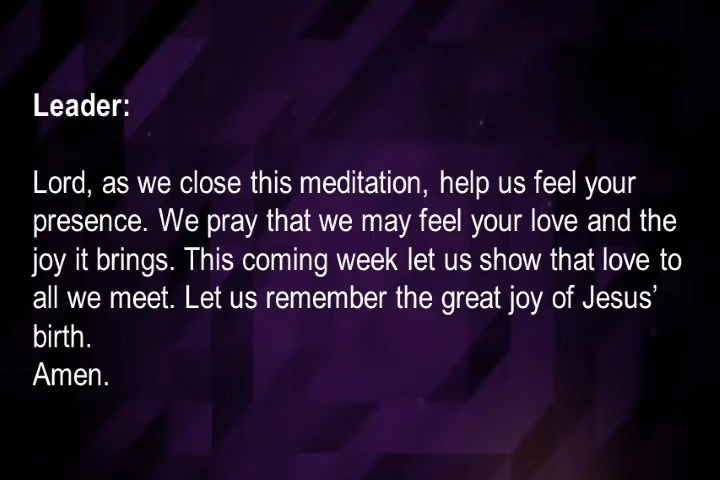 Leader:
Lord, as we close this meditation, help us feel your
presence. We pray that we may feel your love and the
joy it brings. This coming week let us show that love to
all we meet. Let us remember the great joy of Jesus’
birth.
Amen.